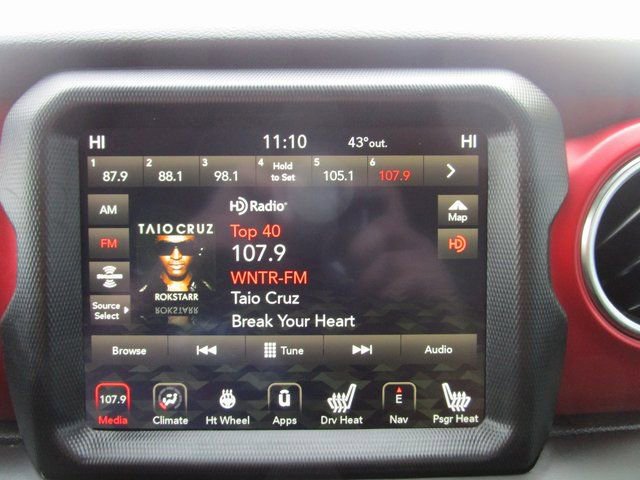 HI 11:10 43°out. HI
1 87.9 2 88.1 3 98.1 4 Hold to Set 5 105.1 6 107.9
AM
HD Radio
Map
FM
TAIO CRUZ
Top 40
HD
107.9
WNTR-FM
ROKSTARR
Taio Cruz
Source Select
Break Your Heart
Browse Tune Audio
107.9 E
Media Climate Ht Wheel Apps Drv Heat Nav Psgr Heat